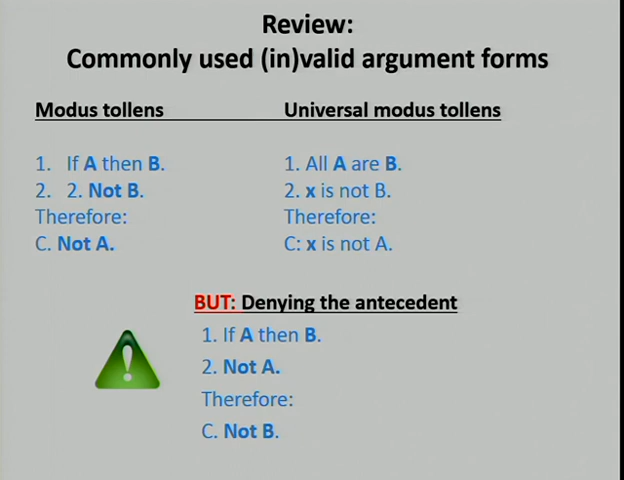 Review:
Commonly used (in)valid argument forms
Modus tollens
1. If A then B.
2. 2. Not B.
Therefore:
C. Not A.
Universal modus tollens
1. All A are B.
2. x is not B.
Therefore:
C: x is not A.
BUT: Denying the antecedent
1. If A then B.
2. Not A.
Therefore:
C. Not B.